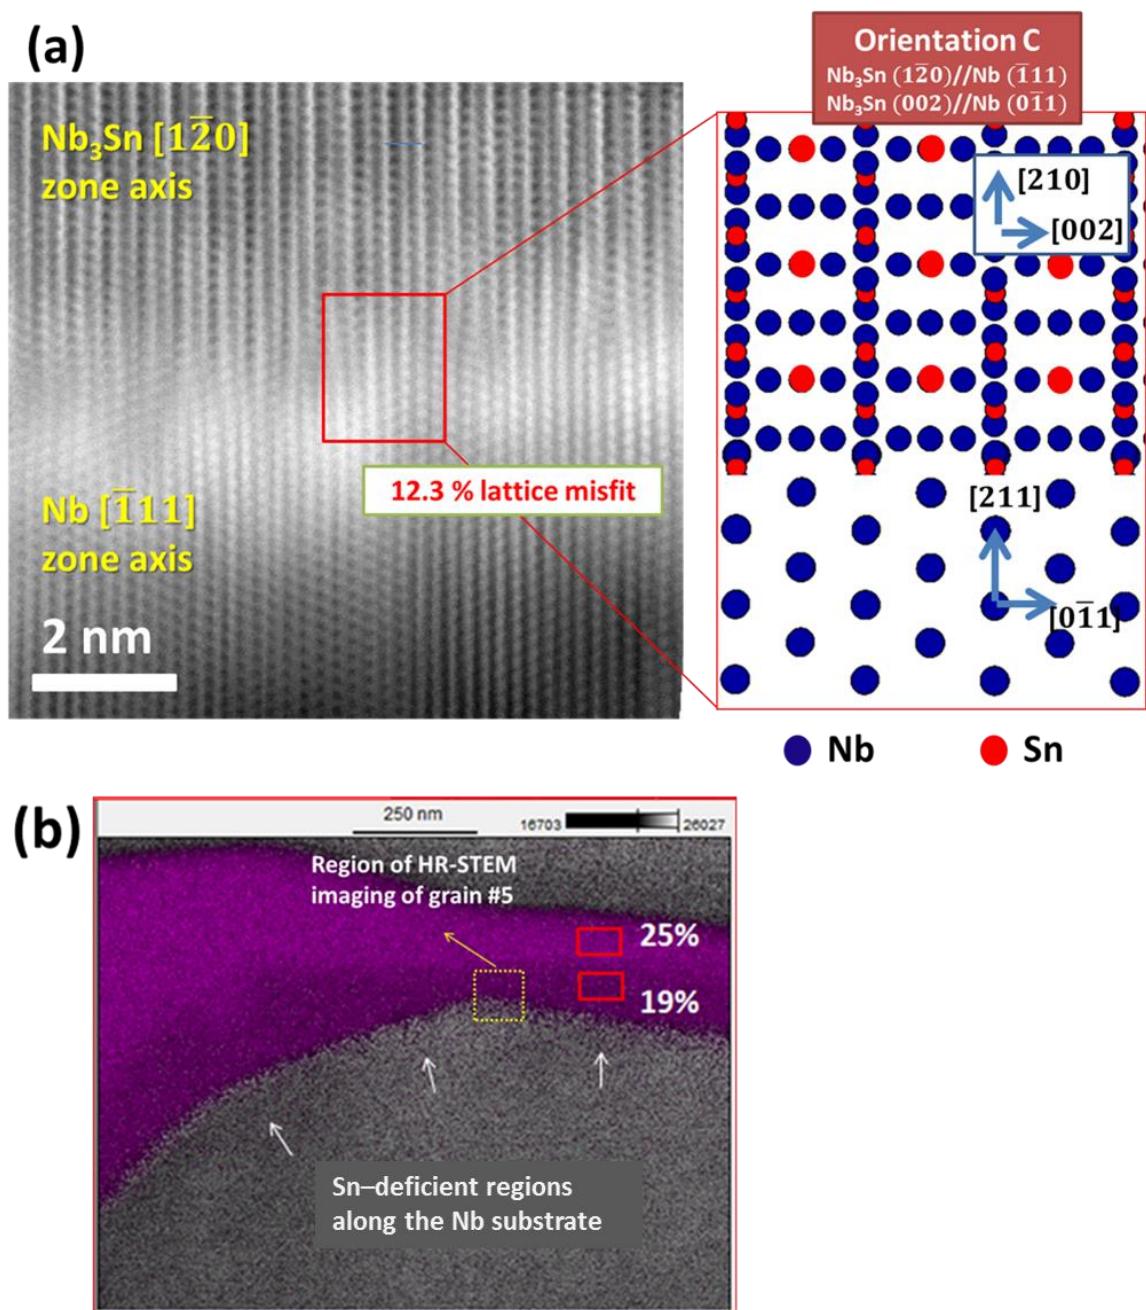 (a)
Nb₃Sn [12̅0]
zone axis
12.3 % lattice misfit
Nb [1̅11]
zone axis
2 nm
Orientation C
Nb₃Sn (12̅0)//Nb (1̅11)
Nb₃Sn (002)//Nb (01̅1)
[210]
[002]
[211]
[01̅1]
Nb
Sn
(b)
250 nm
16703
26027
Region of HR-STEM
imaging of grain #5
25%
19%
Sn–deficient regions
along the Nb substrate